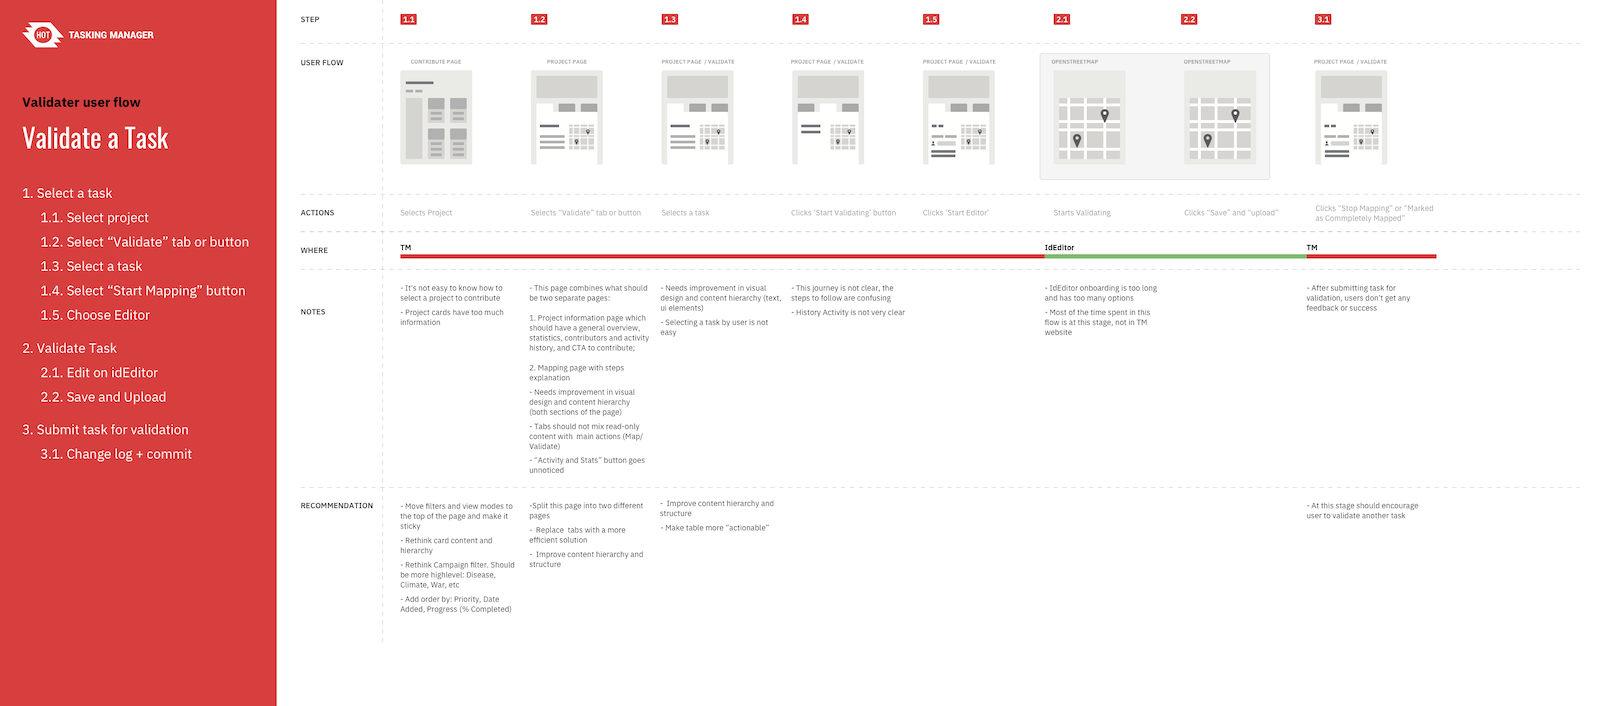 HOT TASKING MANAGER
Validater user flow
Validate a Task
1. Select a task
1.1. Select project
1.2. Select “Validate” tab or button
1.3. Select a task
1.4. Select “Start Mapping” button
1.5. Choose Editor
2. Validate Task
2.1. Edit on idEditor
2.2. Save and Upload
3. Submit task for validation
3.1. Change log + commit
STEP
1.1
1.2
1.3
1.4
1.5
2.1
2.2
3.1
USER FLOW
CONTRIBUTE PAGE
PROJECT PAGE
PROJECT PAGE / VALIDATE
PROJECT PAGE / VALIDATE
PROJECT PAGE / VALIDATE
OPENSTREETMAP
OPENSTREETMAP
PROJECT PAGE / VALIDATE
ACTIONS
Selects Project
Selects “Validate” tab or button
Selects a task
Clicks ‘Start Validating’ button
Clicks ‘Start Editor’
Starts Validating
Clicks “Save” and “upload”
Clicks “Stop Mapping” or “Marked
as Commpletely Mapped”
WHERE
TM
IdEditor
TM
NOTES
- It’s not easy to know how to
select a project to contribute
- Project cards have too much
information
- This page combines what should
be two separate pages:
1. Project information page which
should have a general overview,
statistics, contributors and activity
history, and CTA to contribute;
2. Mapping page with steps
explanation
- Needs improvement in visual
design and content hierarchy
(both sections of the page)
- Tabs should not mix read-only
content with main actions (Map/
Validate)
- “Activity and Stats” button goes
unnoticed
- Needs improvement in visual
design and content hierarchy (text,
ui elements)
- Selecting a task by user is not
easy
- This journey is not clear, the
steps to follow are confusing
- History Activity is not very clear
- IdEditor onboarding is too long
and has too many options
- Most of the time spent in this
flow is at this stage, not in TM
website
- After submitting task for
validation, users don’t get any
feedback or success
RECOMMENDATION
- Move filters and view modes to
the top of the page and make it
sticky
- Rethink card content and
hierarchy
- Rethink Campaign filter. Should
be more highlevel: Disease,
Climate, War, etc
- Add order by: Priority, Date
Added, Progress (% Completed)
-Split this page into two different
pages
- Replace tabs with a more
efficient solution
- Improve content hierarchy and
structure
- Improve content hierarchy and
structure
- Make table more “actionable”
- At this stage should encourage
user to validate another task